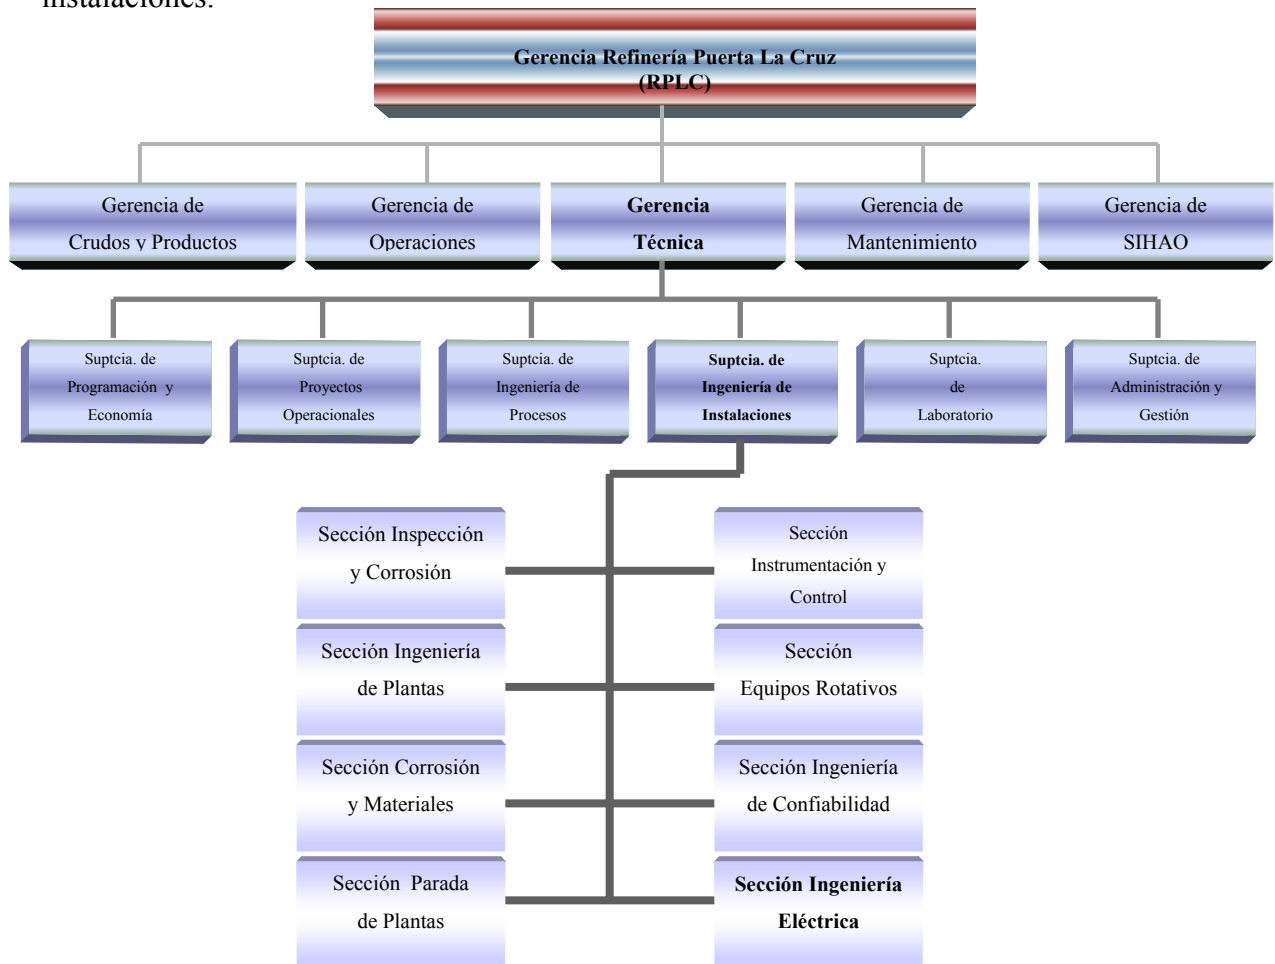 instalaciones.
Gerencia Refinería Puerta La Cruz
(RPLC)
Gerencia de
Crudos y Productos
Gerencia de
Operaciones
Gerencia
Técnica
Gerencia de
Mantenimiento
Gerencia de
SIHAO
Suptcia. de
Programación y
Economía
Suptcia. de
Proyectos
Operacionales
Suptcia. de
Ingeniería de
Procesos
Suptcia. de
Ingeniería de
Instalaciones
Suptcia.
de
Laboratorio
Suptcia. de
Administración y
Gestión
Sección Inspección
y Corrosión
Sección
Instrumentación y
Control
Sección Ingeniería
de Plantas
Sección
Equipos Rotativos
Sección Corrosión
y Materiales
Sección Ingeniería
de Confiabilidad
Sección Parada
de Plantas
Sección Ingeniería
Eléctrica